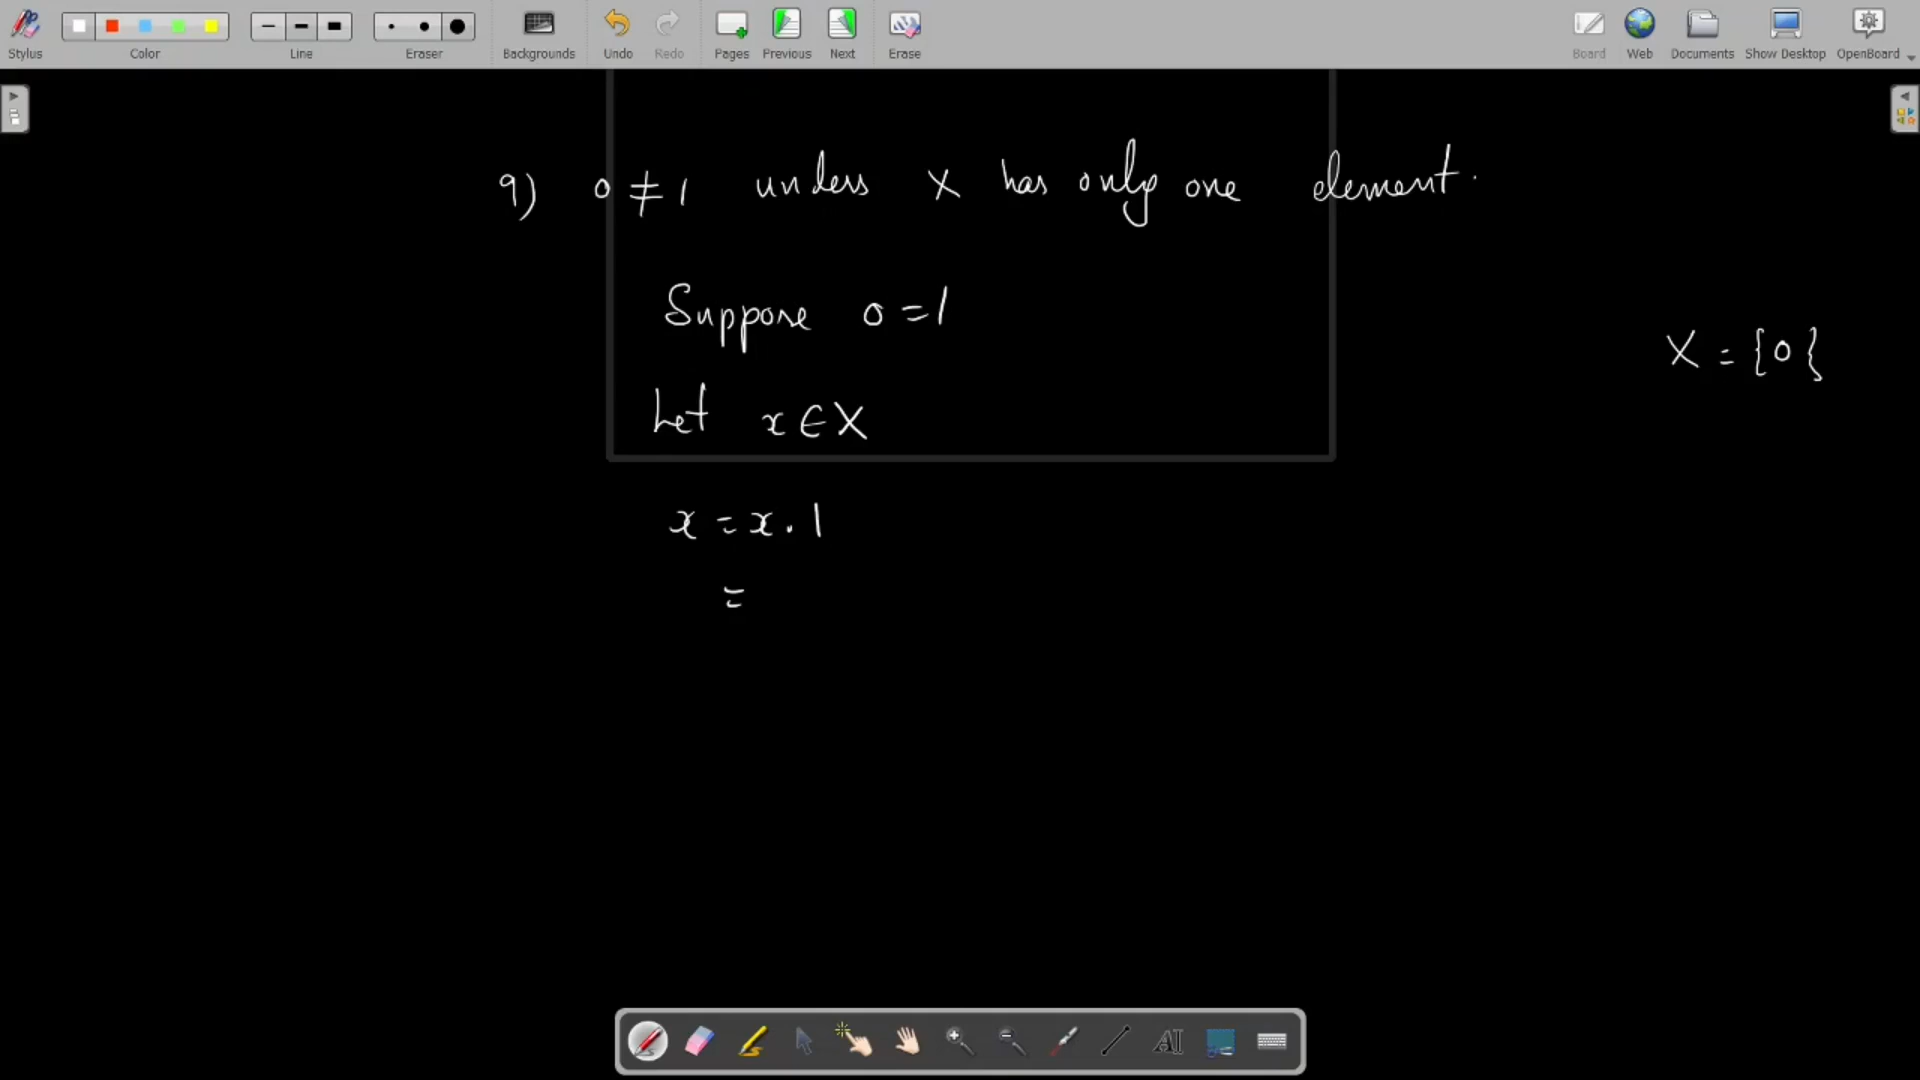 Stylus Color Line Eraser Backgrounds Undo Redo Pages Previous Next Erase Board Web Documents Show Desktop OpenBoard
9) 0 ≠ 1 unless X has only one element.
Suppose 0 = 1
X = {0}
Let x ∈ X
x = x . 1
=
AI